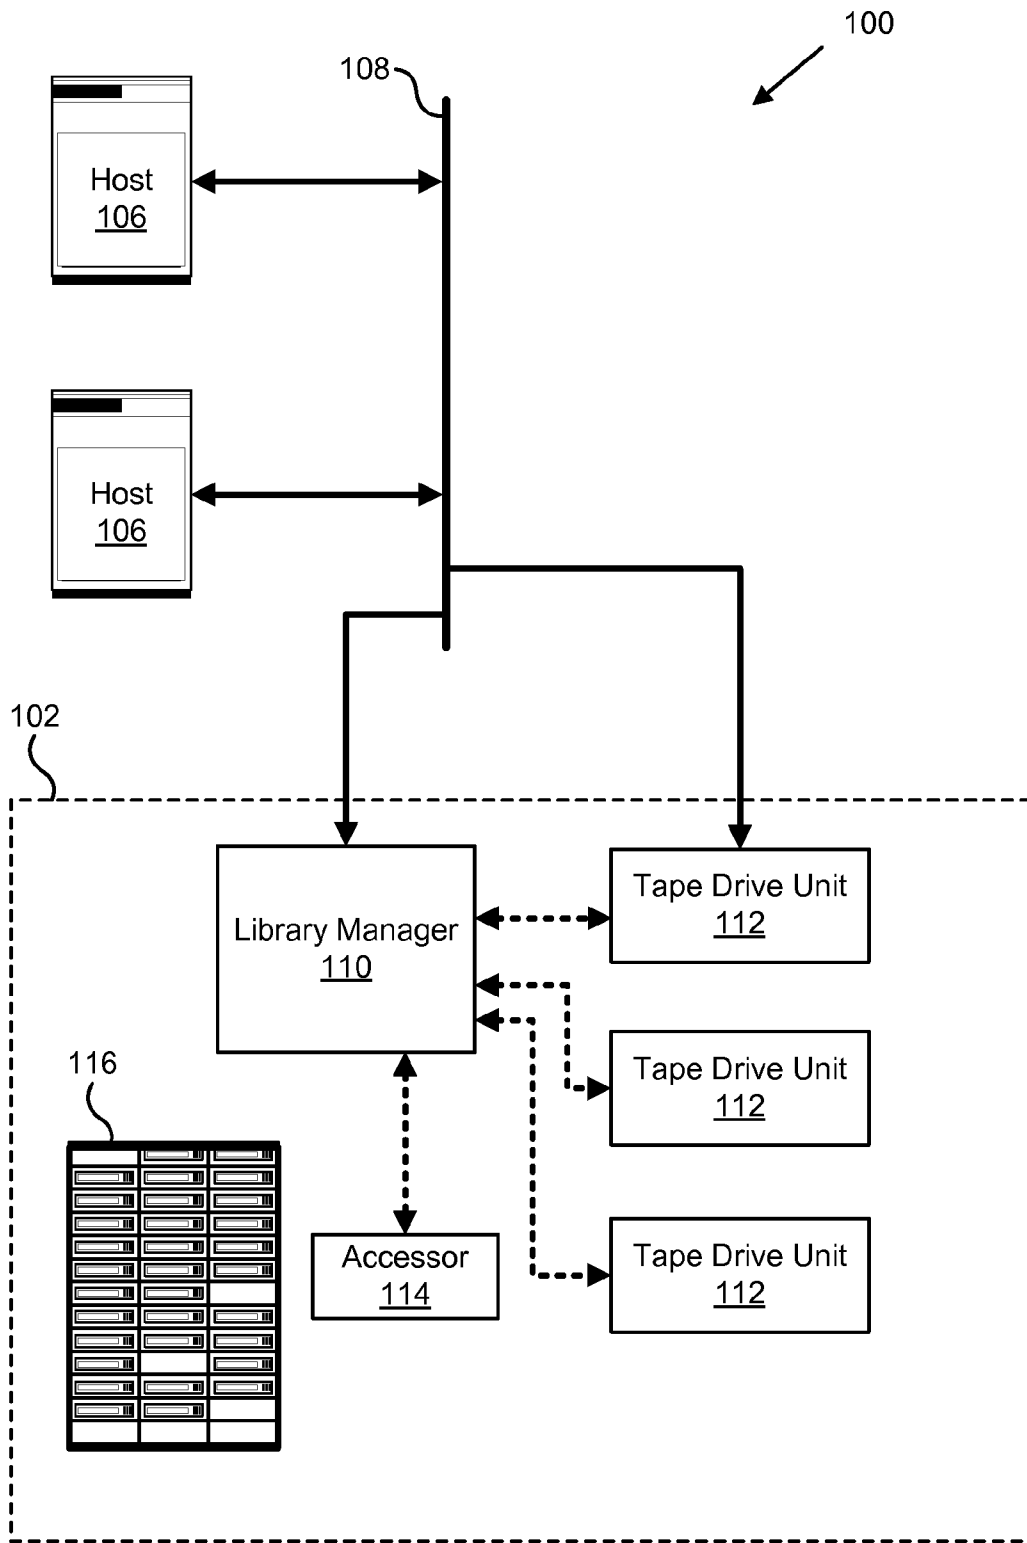 100
108
Host
106
Host
106
102
Tape Drive Unit
112
Library Manager
110
Tape Drive Unit
112
116
Accessor
114
Tape Drive Unit
112